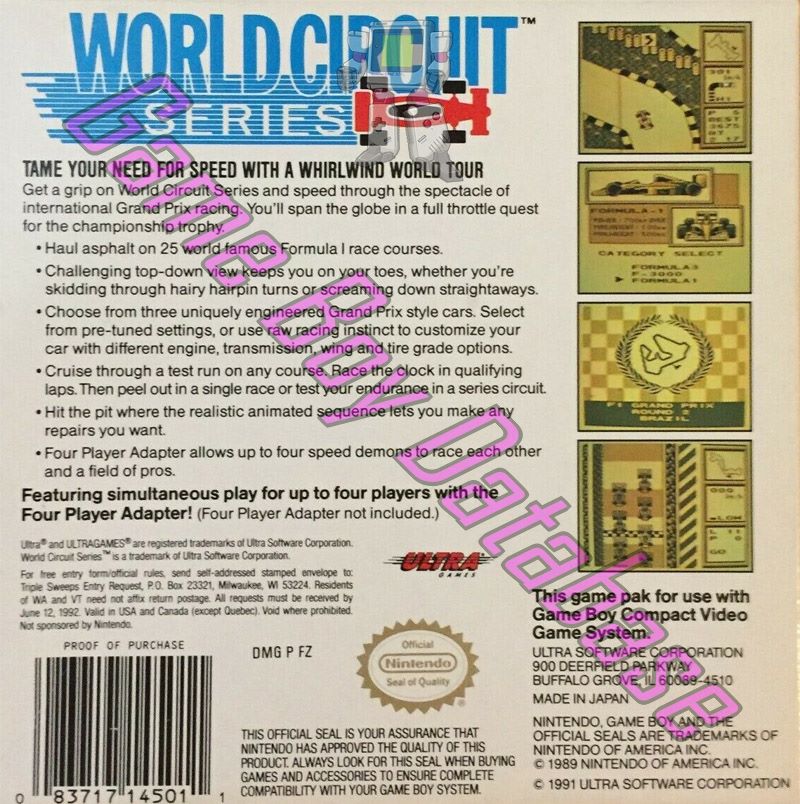 WORLD CIRCUIT™
SERIES
TAME YOUR NEED FOR SPEED WITH A WHIRLWIND WORLD TOUR
Get a grip on World Circuit Series and speed through the spectacle of
international Grand Prix racing. You'll span the globe in a full throttle quest
for the championship trophy.
• Haul asphalt on 25 world famous Formula I race courses.
• Challenging top-down view keeps you on your toes, whether you're
skidding through hairy hairpin turns or screaming down straightaways.
• Choose from three uniquely engineered Grand Prix style cars. Select
from pre-tuned settings, or use raw racing instinct to customize your
car with different engine, transmission, wing and tire grade options.
• Cruise through a test run on any course. Race the clock in qualifying
laps. Then peel out in a single race or test your endurance in a series circuit.
• Hit the pit where the realistic animated sequence lets you make any
repairs you want.
• Four Player Adapter allows up to four speed demons to race each other
and a field of pros.
Featuring simultaneous play for up to four players with the
Four Player Adapter! (Four Player Adapter not included.)
Ultra® and ULTRAGAMES® are registered trademarks of Ultra Software Corporation.
World Circuit Series™ is a trademark of Ultra Software Corporation.
For free entry form/official rules, send self-addressed stamped envelope to:
Triple Sweeps Entry Request, P.O. Box 23321, Milwaukee, WI 53224. Residents
of WA and VT need not affix return postage. All requests must be received by
June 12, 1992. Valid in USA and Canada (except Quebec). Void where prohibited.
Not sponsored by Nintendo.
ULTRA®
GAMES
PROOF OF PURCHASE
0 83717 14501 1
DMG P FZ
Official
Nintendo
Seal of Quality
THIS OFFICIAL SEAL IS YOUR ASSURANCE THAT
NINTENDO HAS APPROVED THE QUALITY OF THIS
PRODUCT. ALWAYS LOOK FOR THIS SEAL WHEN BUYING
GAMES AND ACCESSORIES TO ENSURE COMPLETE
COMPATIBILITY WITH YOUR GAME BOY SYSTEM.
FORMULA-1
CATEGORY SELECT
FORMULA3
F-3000
FORMULA1
F1 GRAND PRIX
ROUND 2
BRAZIL
BEST
GO
This game pak for use with
Game Boy Compact Video
Game System.
ULTRA SOFTWARE CORPORATION
900 DEERFIELD PARKWAY
BUFFALO GROVE, IL 60089-4510
MADE IN JAPAN
NINTENDO, GAME BOY AND THE
OFFICIAL SEALS ARE TRADEMARKS OF
NINTENDO OF AMERICA INC.
© 1989 NINTENDO OF AMERICA INC.
© 1991 ULTRA SOFTWARE CORPORATION
Game Boy Database